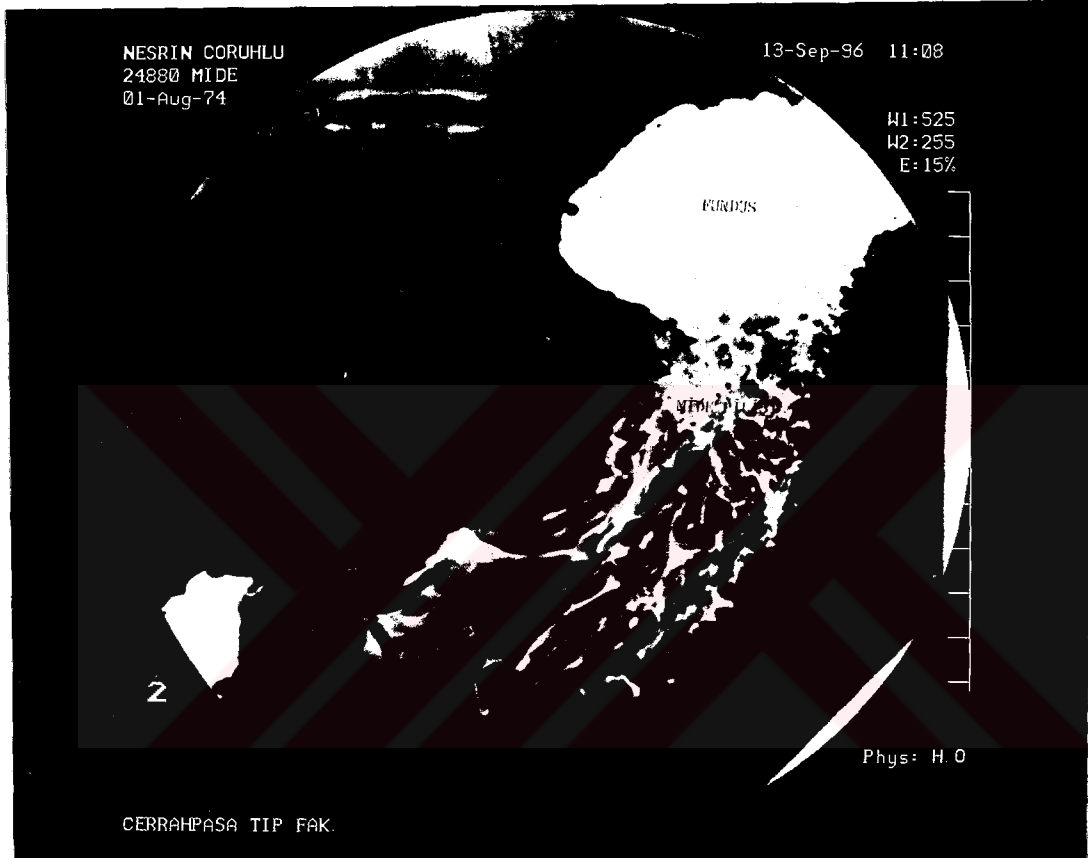 NESRIN CORUHLU
24880 MIDE
01-Aug-74
13-Sep-96 11:08
W1:525
W2:255
E:15%
FUNDUS
2
Phys: H.O
CERRAHPASA TIP FAK.